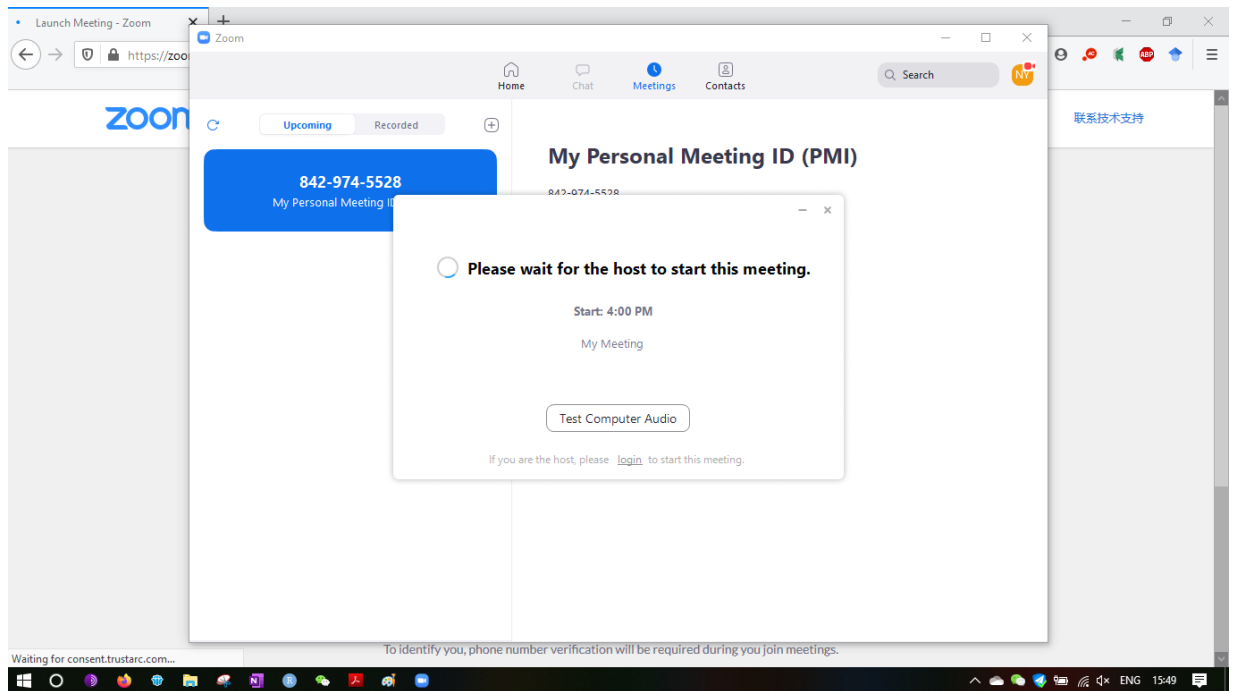 Launch Meeting - Zoom
https://zoo
zoom
联系技术支持
Zoom
Home
Chat
Meetings
Contacts
Search
NY
Upcoming
Recorded
842-974-5528
My Personal Meeting I
My Personal Meeting ID (PMI)
842-974-5528
Please wait for the host to start this meeting.
Start: 4:00 PM
My Meeting
Test Computer Audio
If you are the host, please login to start this meeting.
To identify you, phone number verification will be required during you join meetings.
Waiting for consent.trustarc.com...
ABP
ENG 15:49